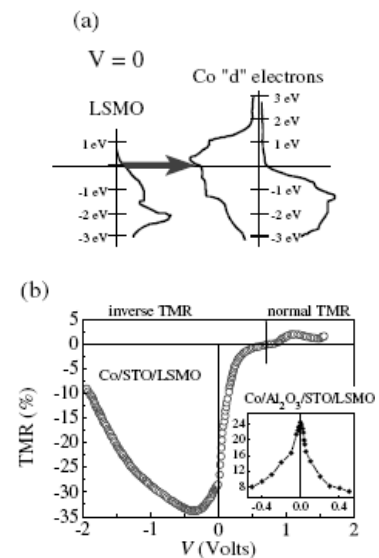 (a)
V = 0
Co "d" electrons
LSMO
3 eV
2 eV
1 eV
1 eV
-1 eV
-1 eV
-2 eV
-2 eV
-3 eV
-3 eV
(b)
inverse TMR
normal TMR
5
0
-5
-10
-15
-20
-25
-30
-35
TMR (%)
Co/STO/LSMO
Co/Al₂O₃/STO/LSMO
24
20
16
12
8
-0.4
0.0
0.4
-2
-1
0
1
2
V (Volts)